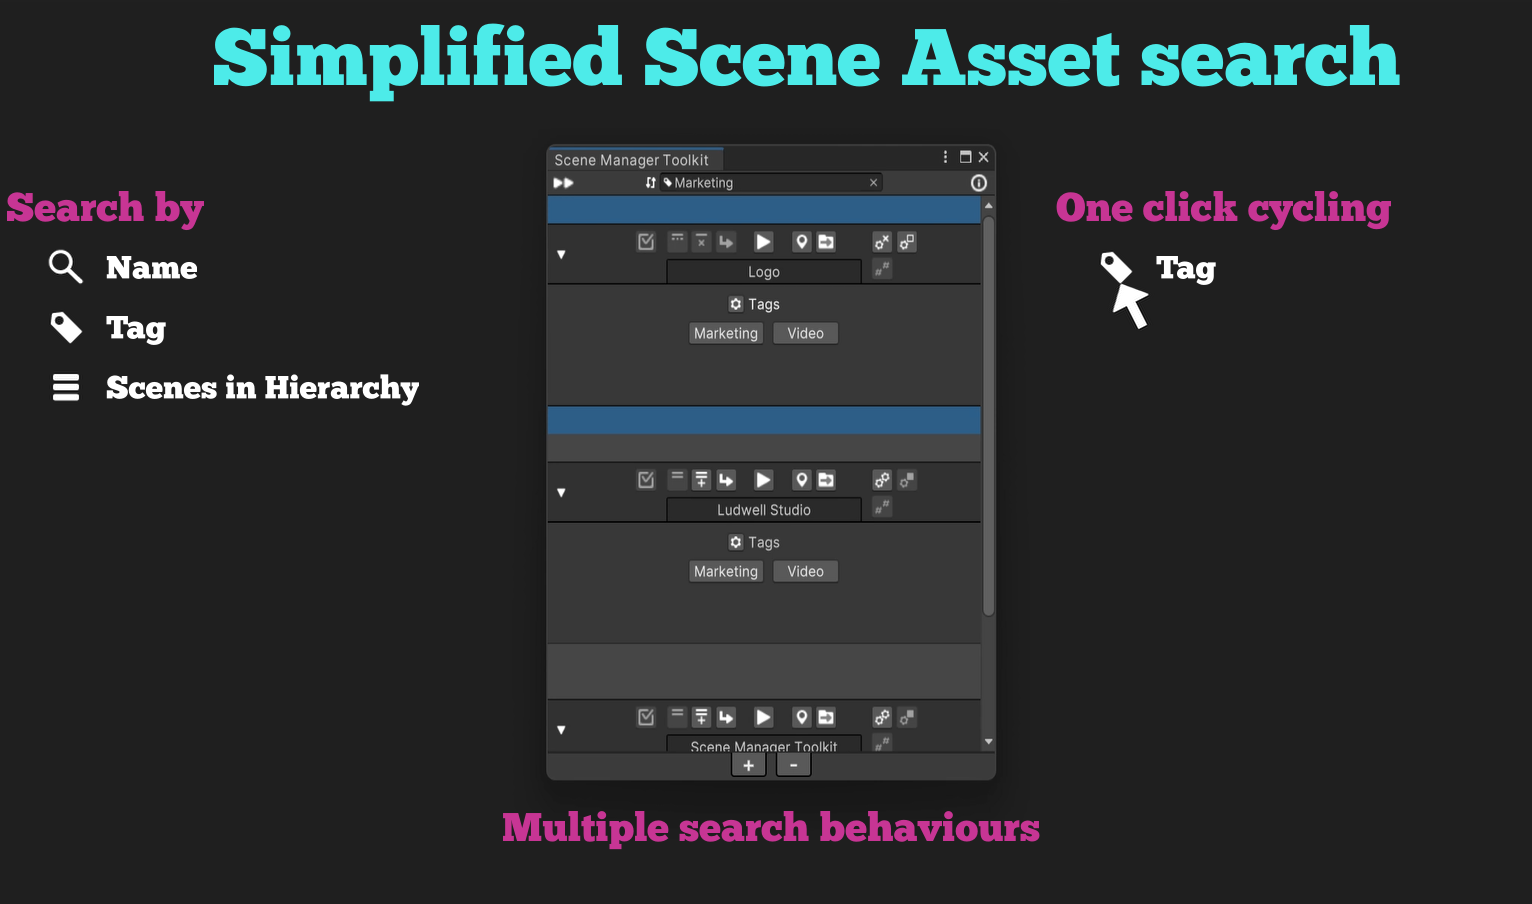 Simplified Scene Asset search
Search by
Name
Tag
Scenes in Hierarchy
Scene Manager Toolkit
Marketing
Logo
Tags
Marketing Video
Ludwell Studio
Tags
Marketing Video
Scene Manager Toolkit
+ -
One click cycling
Tag
Multiple search behaviours